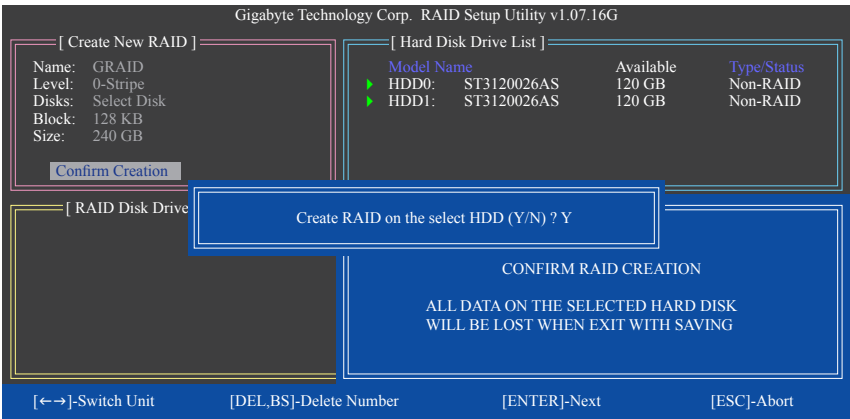 Gigabyte Technology Corp. RAID Setup Utility v1.07.16G
[ Create New RAID ]
Name: GRAID
Level: 0-Stripe
Disks: Select Disk
Block: 128 KB
Size: 240 GB
Confirm Creation
[ Hard Disk Drive List ]
Model Name Available Type/Status
HDD0: ST3120026AS 120 GB Non-RAID
HDD1: ST3120026AS 120 GB Non-RAID
[ RAID Disk Drive
Create RAID on the select HDD (Y/N) ? Y
CONFIRM RAID CREATION
ALL DATA ON THE SELECTED HARD DISK
WILL BE LOST WHEN EXIT WITH SAVING
[←→]-Switch Unit [DEL,BS]-Delete Number [ENTER]-Next [ESC]-Abort